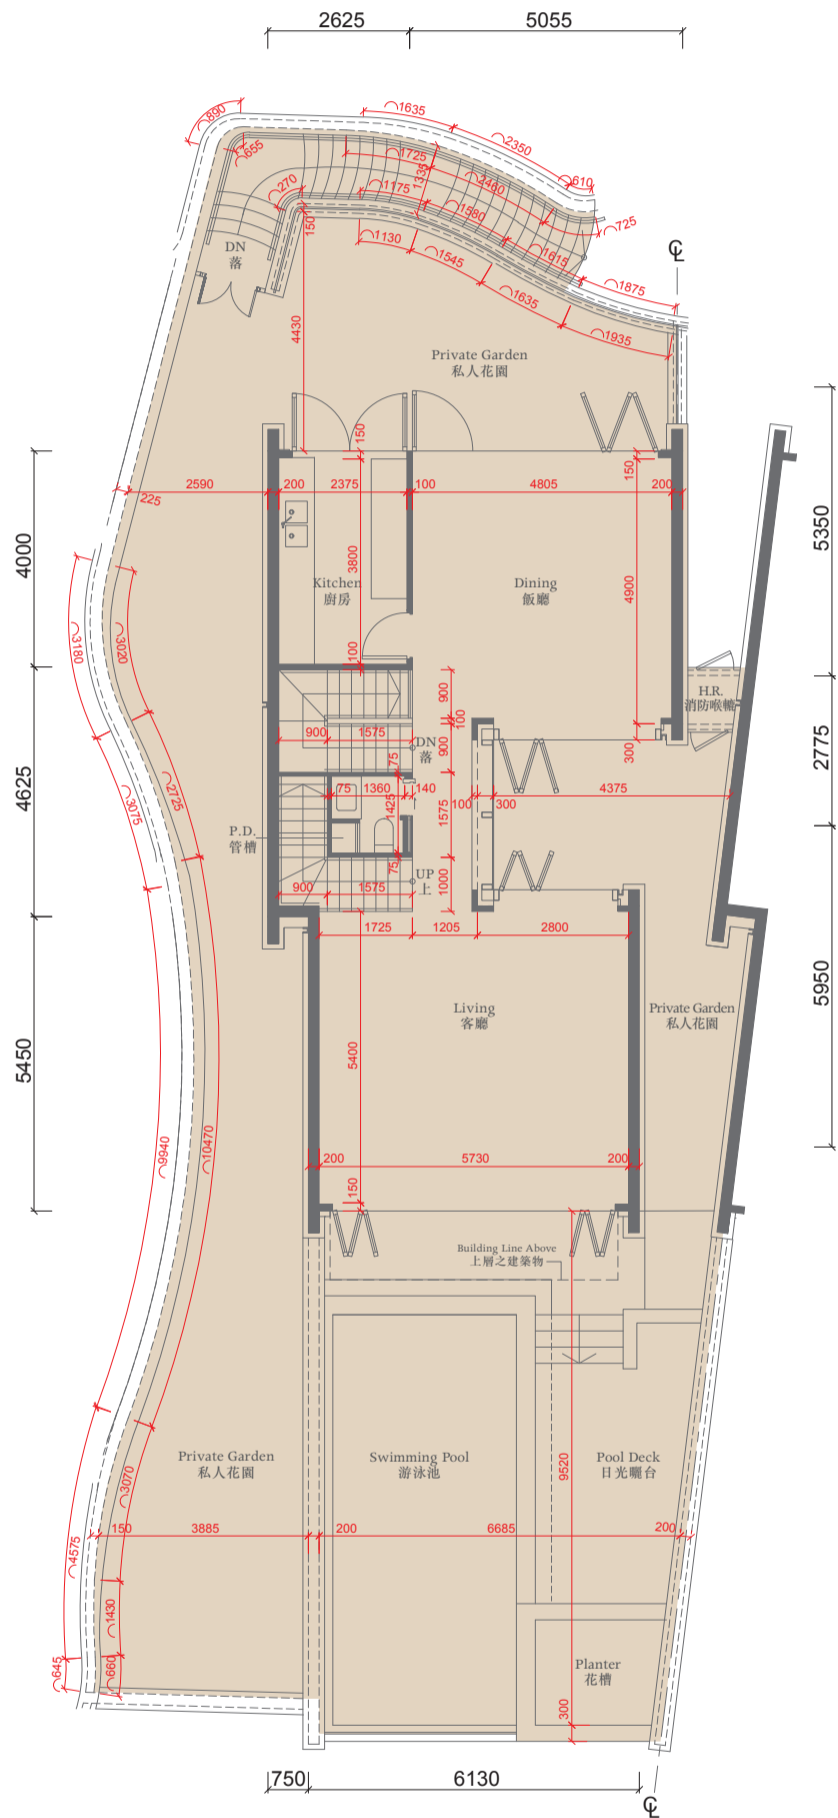 2625
5055
⌒890
⌒1635
⌒2350
⌒610
⌒655
⌒1725
1335
⌒2460
⌒270
⌒1175
⌒1580
⌒725
150
⌒1130
⌒1545
⌒1615
⌒1875
⌒1635
⌒1935
DN
落
℄
4430
Private Garden
私人花園
150
150
225
2590
200
2375
100
4805
200
4000
5350
3800
4900
Kitchen
廚房
Dining
飯廳
⌒3180
⌒3020
100
900
H.R.
消防喉轆
100
900
1575
900
300
DN
落
75
2775
⌒3075
⌒2725
4625
75
1360
140
1425
100
300
4375
1575
P.D.
管槽
75
UP
上
1000
900
1575
1725
1205
2800
Living
客廳
Private Garden
私人花園
5950
5450
5400
⌒9940
⌒10470
200
5730
200
150
Building Line Above
上層之建築物
Private Garden
私人花園
Swimming Pool
游泳池
Pool Deck
日光曬台
9520
⌒3070
150
3885
200
6685
200
⌒4575
⌒1430
⌒645
⌒660
Planter
花槽
300
750
6130
℄